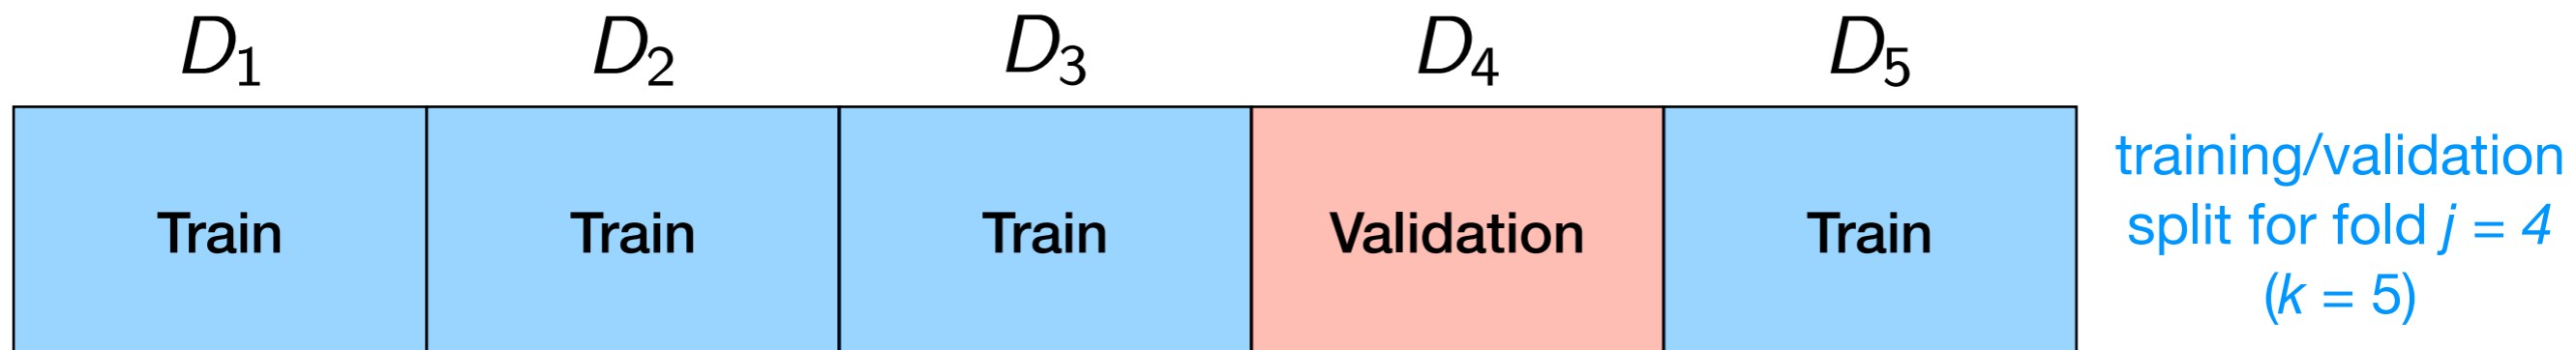 D₁ D₂ D₃ D₄ D₅
Train Train Train Validation Train
training/validation
split for fold j = 4
(k = 5)